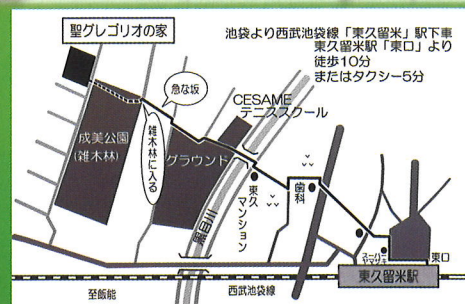 聖グレゴリオの家
池袋より西武池袋線「東久留米」駅下車
東久留米駅「東口」より
徒歩10分
またはタクシー5分
急な坂
CESAME
テニススクール
成美公園
(雑木林)
雑木林に入る
グラウンド
黒目川
東久
マンション
歯科
スーパー
東口
東久留米駅
至飯能
西武池袋線